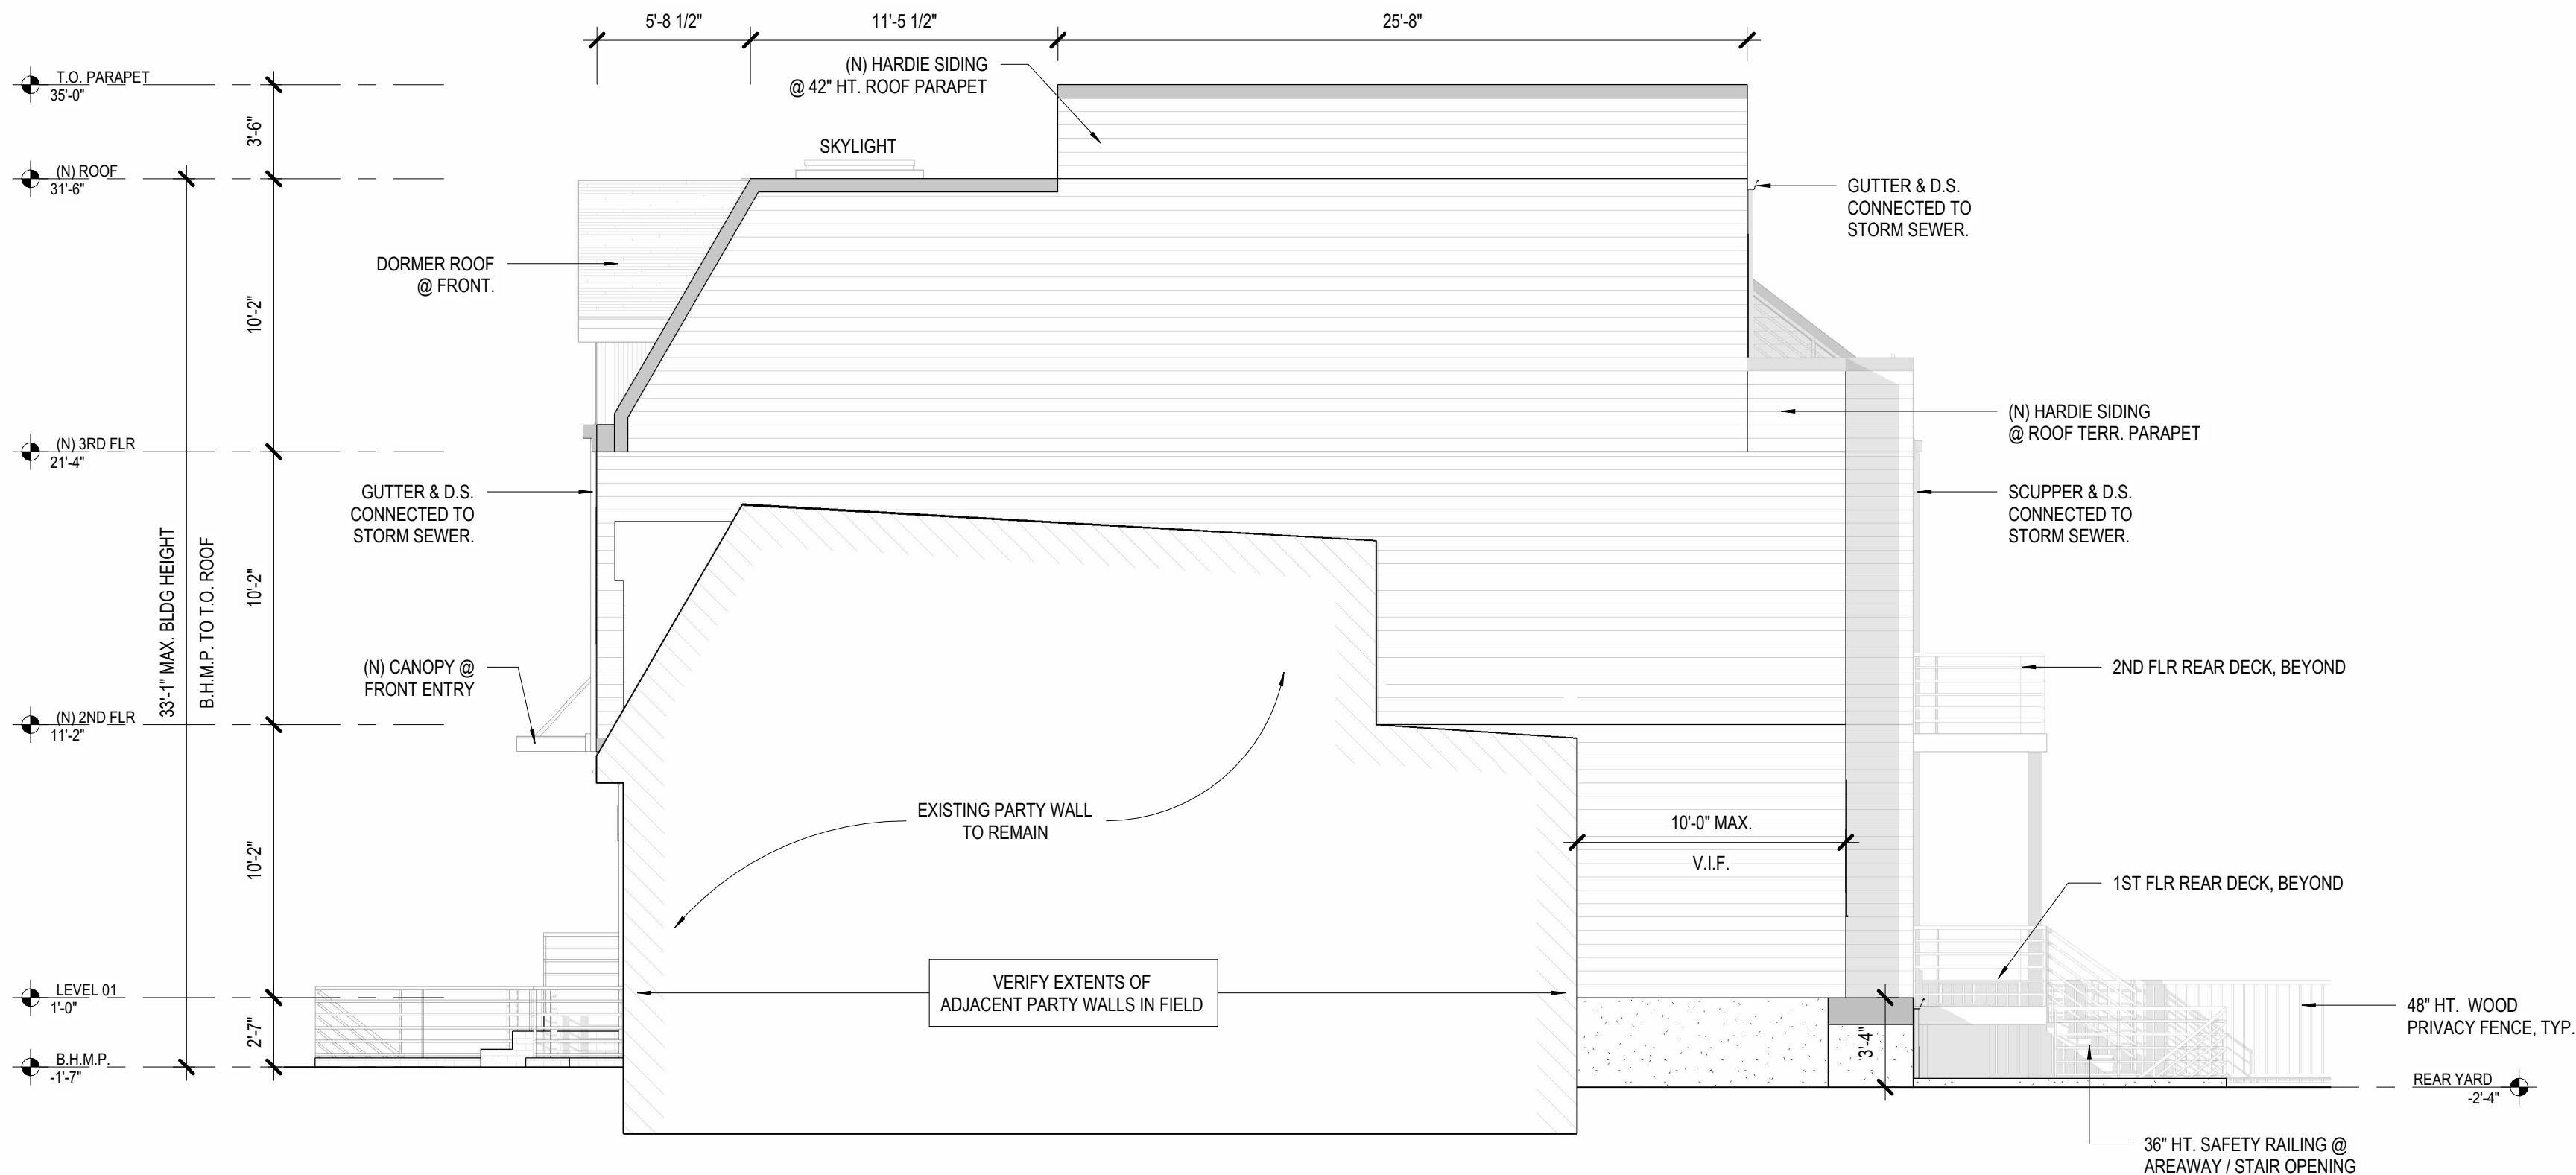 5'-8 1/2"
11'-5 1/2"
25'-8"
(N) HARDIE SIDING
@ 42" HT. ROOF PARAPET
T.O. PARAPET
35'-0"
3'-6"
SKYLIGHT
(N) ROOF
31'-6"
GUTTER & D.S.
CONNECTED TO
STORM SEWER.
DORMER ROOF
@ FRONT.
10'-2"
(N) HARDIE SIDING
@ ROOF TERR. PARAPET
(N) 3RD FLR
21'-4"
GUTTER & D.S.
CONNECTED TO
STORM SEWER.
SCUPPER & D.S.
CONNECTED TO
STORM SEWER.
33'-1" MAX. BLDG HEIGHT
B.H.M.P. TO T.O. ROOF
10'-2"
(N) CANOPY @
FRONT ENTRY
2ND FLR REAR DECK, BEYOND
(N) 2ND FLR
11'-2"
EXISTING PARTY WALL
TO REMAIN
10'-0" MAX.
V.I.F.
10'-2"
1ST FLR REAR DECK, BEYOND
VERIFY EXTENTS OF
ADJACENT PARTY WALLS IN FIELD
LEVEL 01
1'-0"
48" HT. WOOD
PRIVACY FENCE, TYP.
2'-7"
3'-4"
B.H.M.P.
-1'-7"
REAR YARD
-2'-4"
36" HT. SAFETY RAILING @
AREAWAY / STAIR OPENING